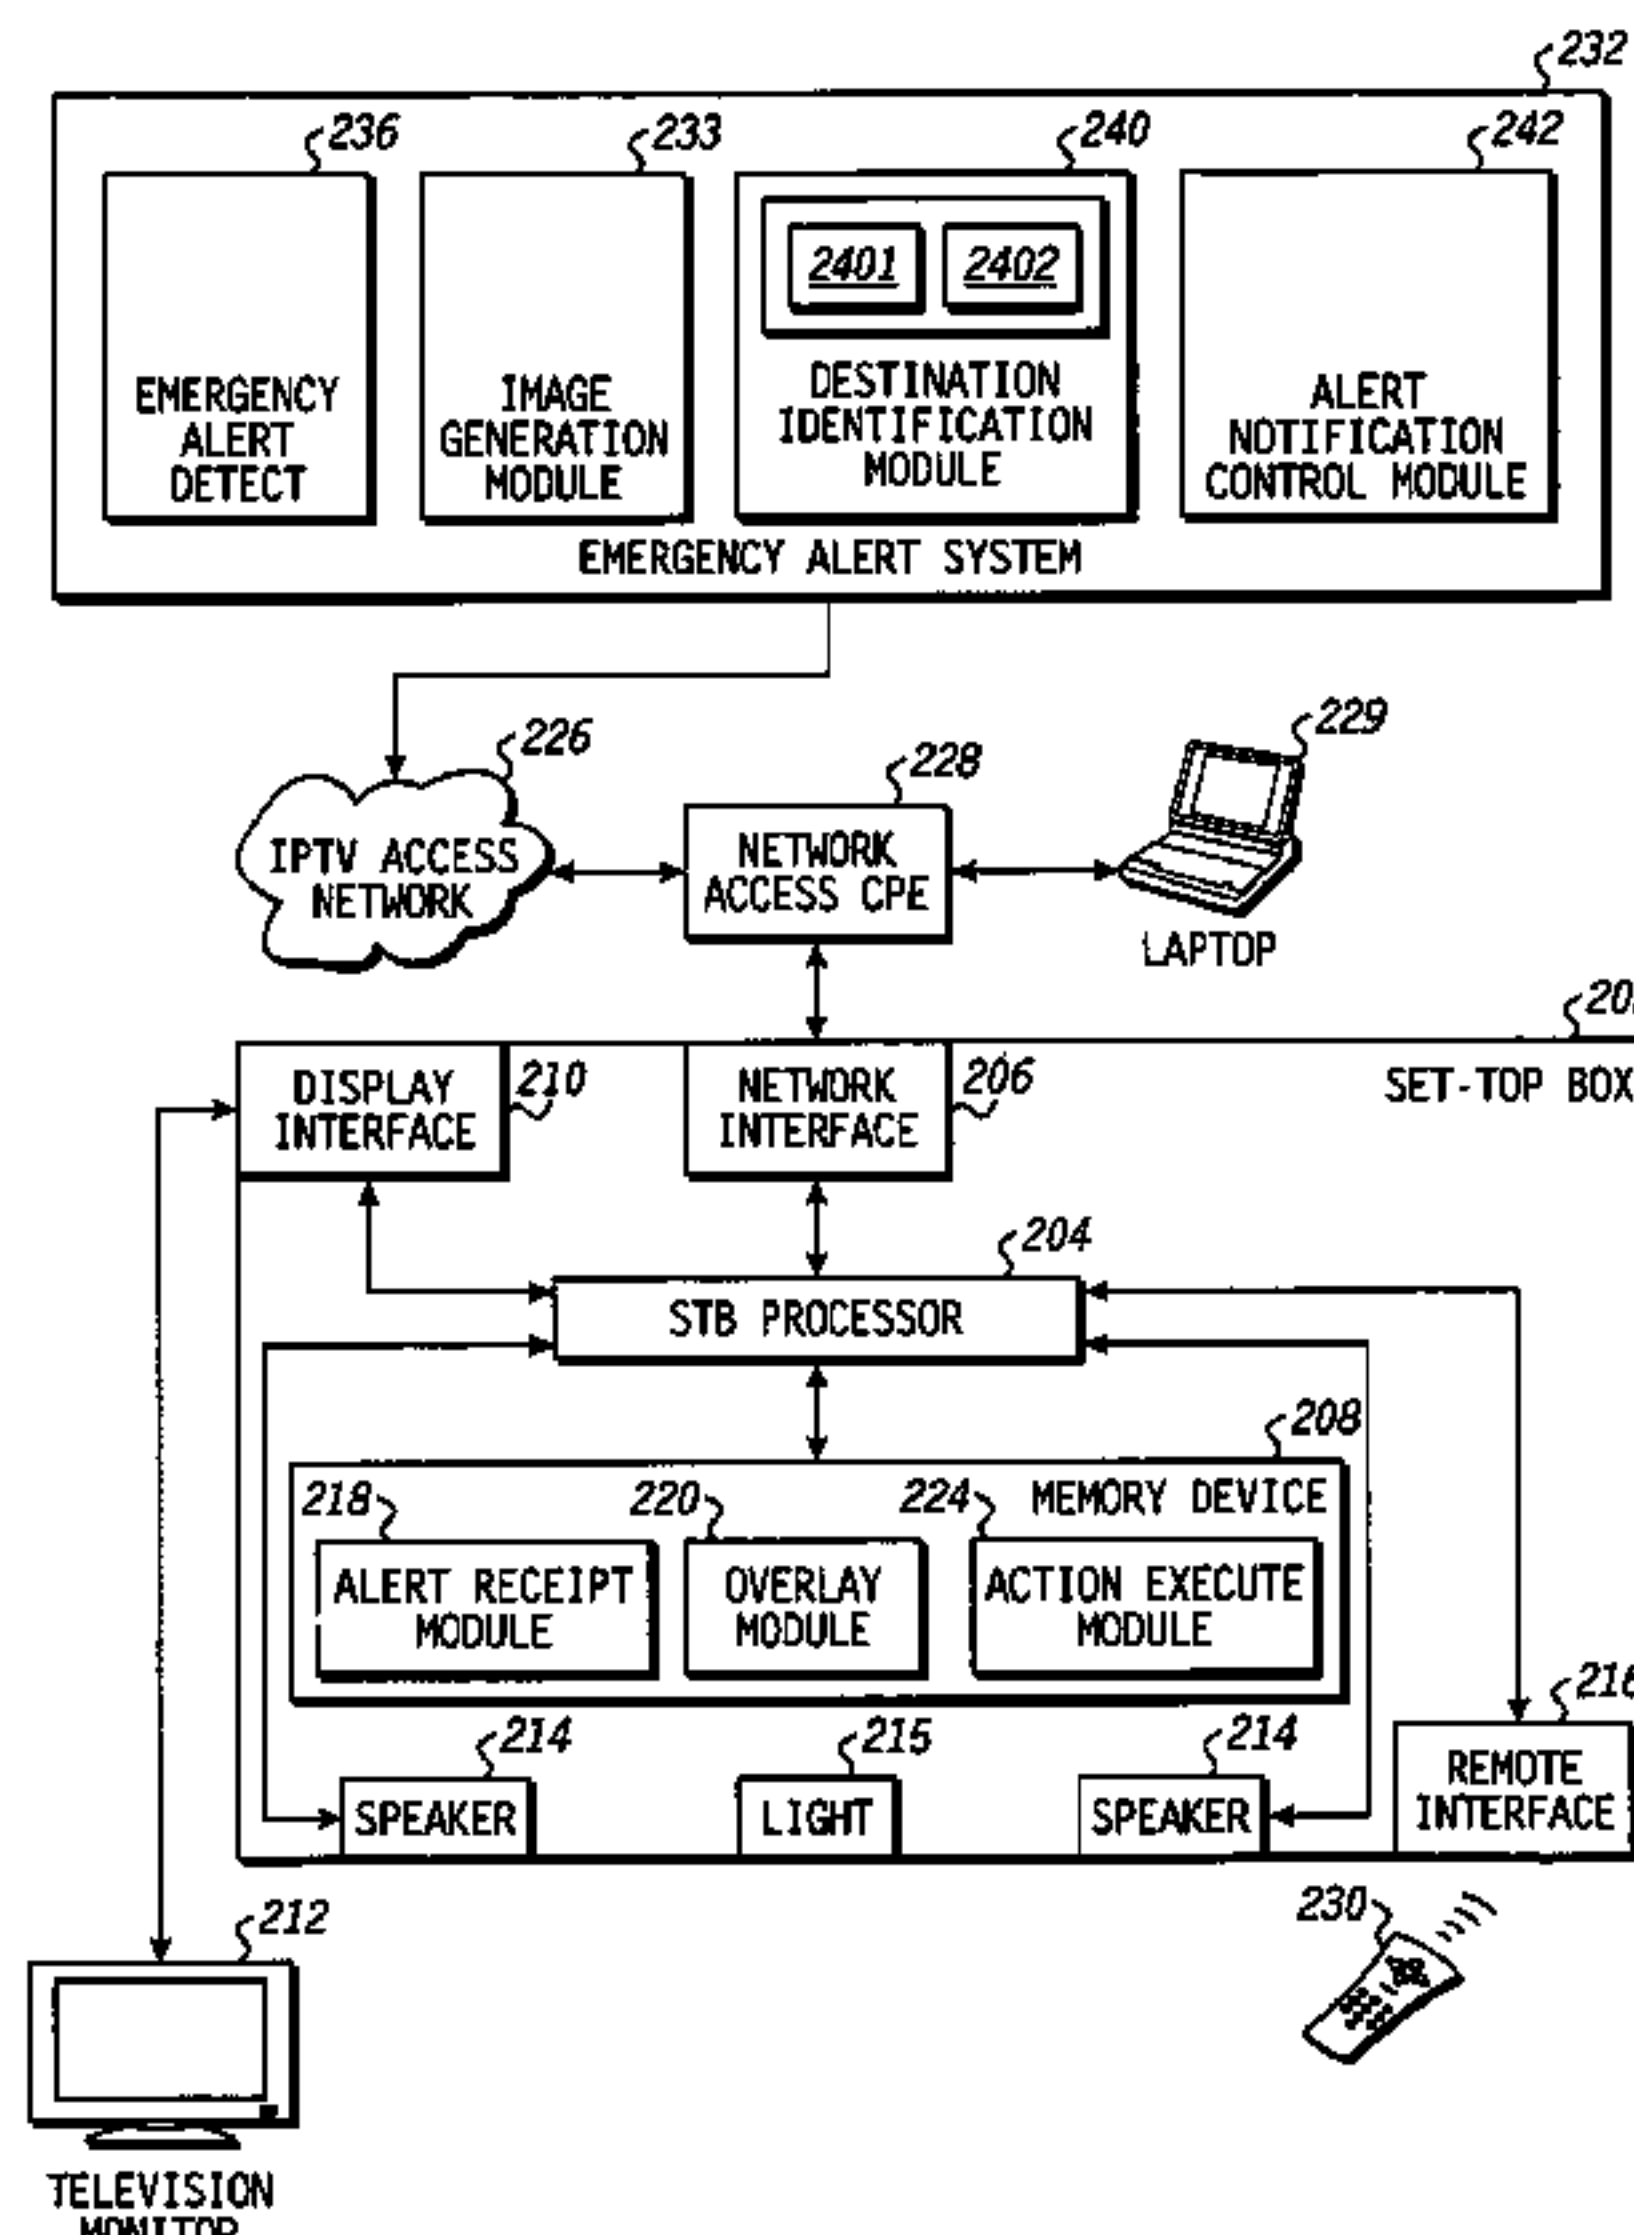 232
236
233
240
242
2401
2402
EMERGENCY
ALERT
DETECT
IMAGE
GENERATION
MODULE
DESTINATION
IDENTIFICATION
MODULE
ALERT
NOTIFICATION
CONTROL MODULE
EMERGENCY ALERT SYSTEM
226
228
229
IPTV ACCESS
NETWORK
NETWORK
ACCESS CPE
LAPTOP
SET-TOP BOX
DISPLAY
INTERFACE
210
NETWORK
INTERFACE
206
204
STB PROCESSOR
208
218
220
224
MEMORY DEVICE
ALERT RECEIPT
MODULE
OVERLAY
MODULE
ACTION EXECUTE
MODULE
214
215
214
216
SPEAKER
LIGHT
SPEAKER
REMOTE
INTERFACE
212
230
TELEVISION
MONITOR